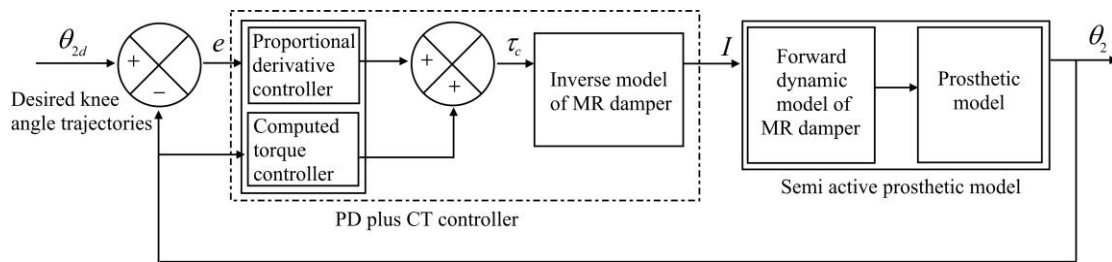 θ2d
Desired knee
angle trajectories
+
−
e
Proportional
derivative
controller
Computed
torque
controller
+
+
τc
Inverse model
of MR damper
PD plus CT controller
I
Forward
dynamic
model of
MR damper
Prosthetic
model
Semi active prosthetic model
θ2